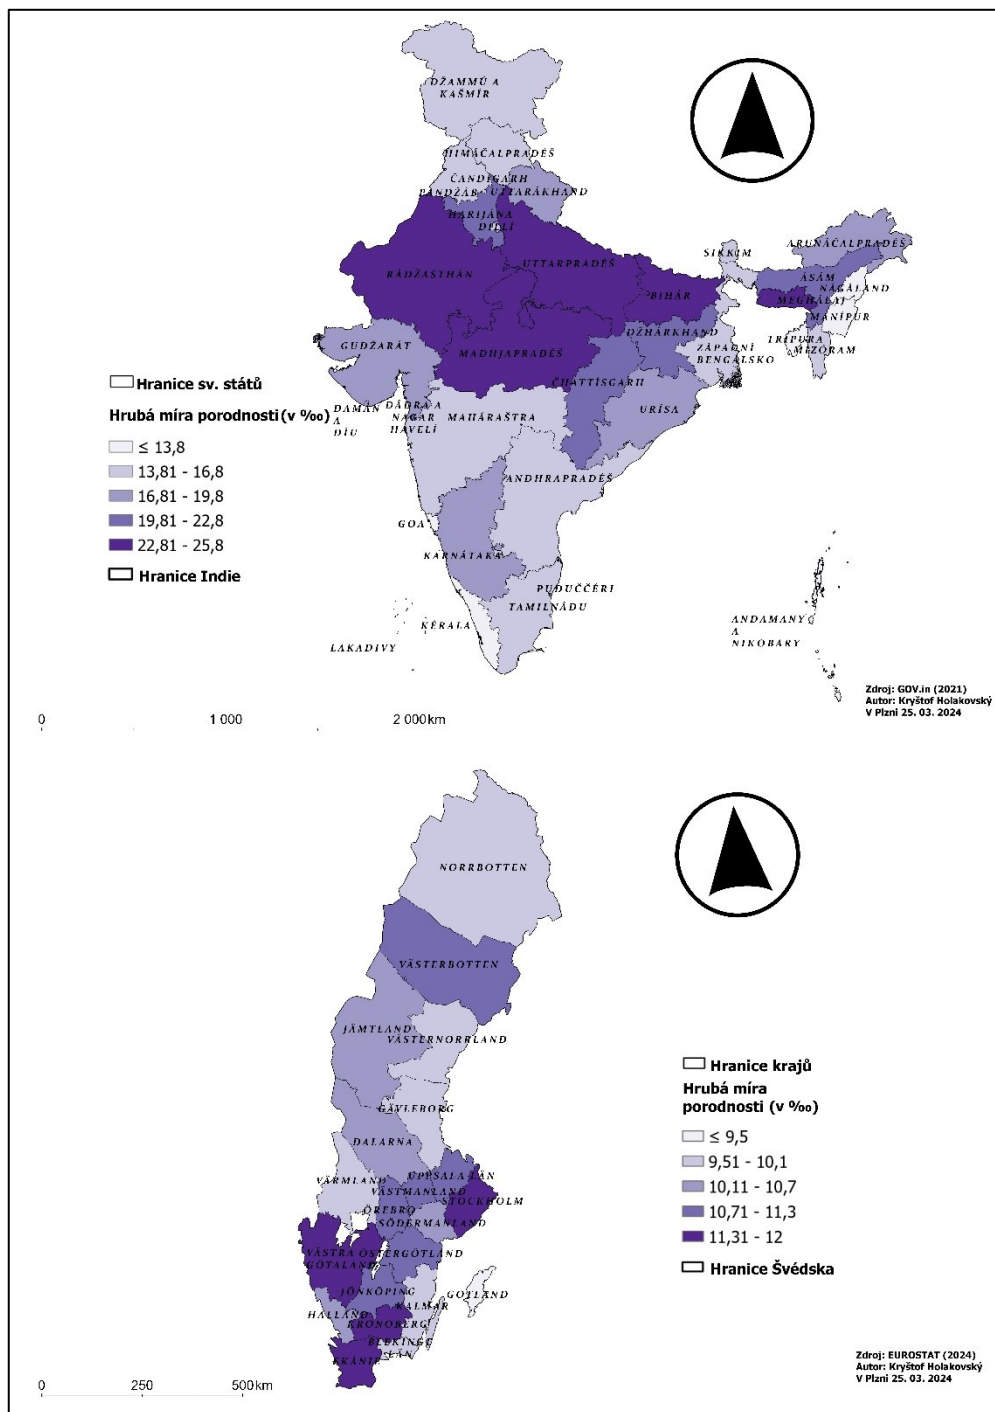 DŽAMMÚ A
KAŠMÍR
HIMÁČALPRADÉŠ
ČANDÍGARH
PANDŽÁB
UTTARÁKHAND
HARIJÁNA
DILLÍ
ARUNÁČALPRADÉŠ
SIKKIM
UTTARPRADÉŠ
RÁDŽASTHÁN
ÁSÁM
NÁGÁLAND
BIHÁR
MEGHÁLAJ
MANÍPUR
DŽHÁRKHAND
TRIPURA
MIZÓRAM
GUDŽARÁT
MADHJAPRADÉŠ
ZÁPADNÍ
BENGÁLSKO
ČHATTÍSGARH
Hranice sv. států
DAMAN
A
DÍU
DÁDRA A
NAGAR
HAVELÍ
MAHÁRAŠTRA
URÍSA
Hrubá míra porodnosti (v ‰)
≤ 13,8
13,81 - 16,8
16,81 - 19,8
19,81 - 22,8
22,81 - 25,8
Hranice Indie
ANDHRAPRADÉŠ
GOA
KARNÁTAKA
PUDUČČÉRI
TAMILNÁDU
KÉRALA
LAKADIVY
ANDAMANY
A
NIKOBARY
Zdroj: GOV.in (2021)
Autor: Kryštof Holakovský
V Plzni 25. 03. 2024
0 1 000 2 000 km
NORRBOTTEN
VÄSTERBOTTEN
JÄMTLAND
VÄSTERNORRLAND
GÄVLEBORG
DALARNA
VÄRMLAND
UPPSALA LÄN
VÄSTMANLAND
STOCKHOLM
ÖREBRO
SÖDERMANLAND
VÄSTRA
GÖTALAND
ÖSTERGÖTLAND
JÖNKÖPING
GOTLAND
KALMAR
HALLAND
KRONOBERG
BLEKINGE
LÄN
SKÅNE
Hranice krajů
Hrubá míra
porodnosti (v ‰)
≤ 9,5
9,51 - 10,1
10,11 - 10,7
10,71 - 11,3
11,31 - 12
Hranice Švédska
Zdroj: EUROSTAT (2024)
Autor: Kryštof Holakovský
V Plzni 25. 03. 2024
0 250 500 km